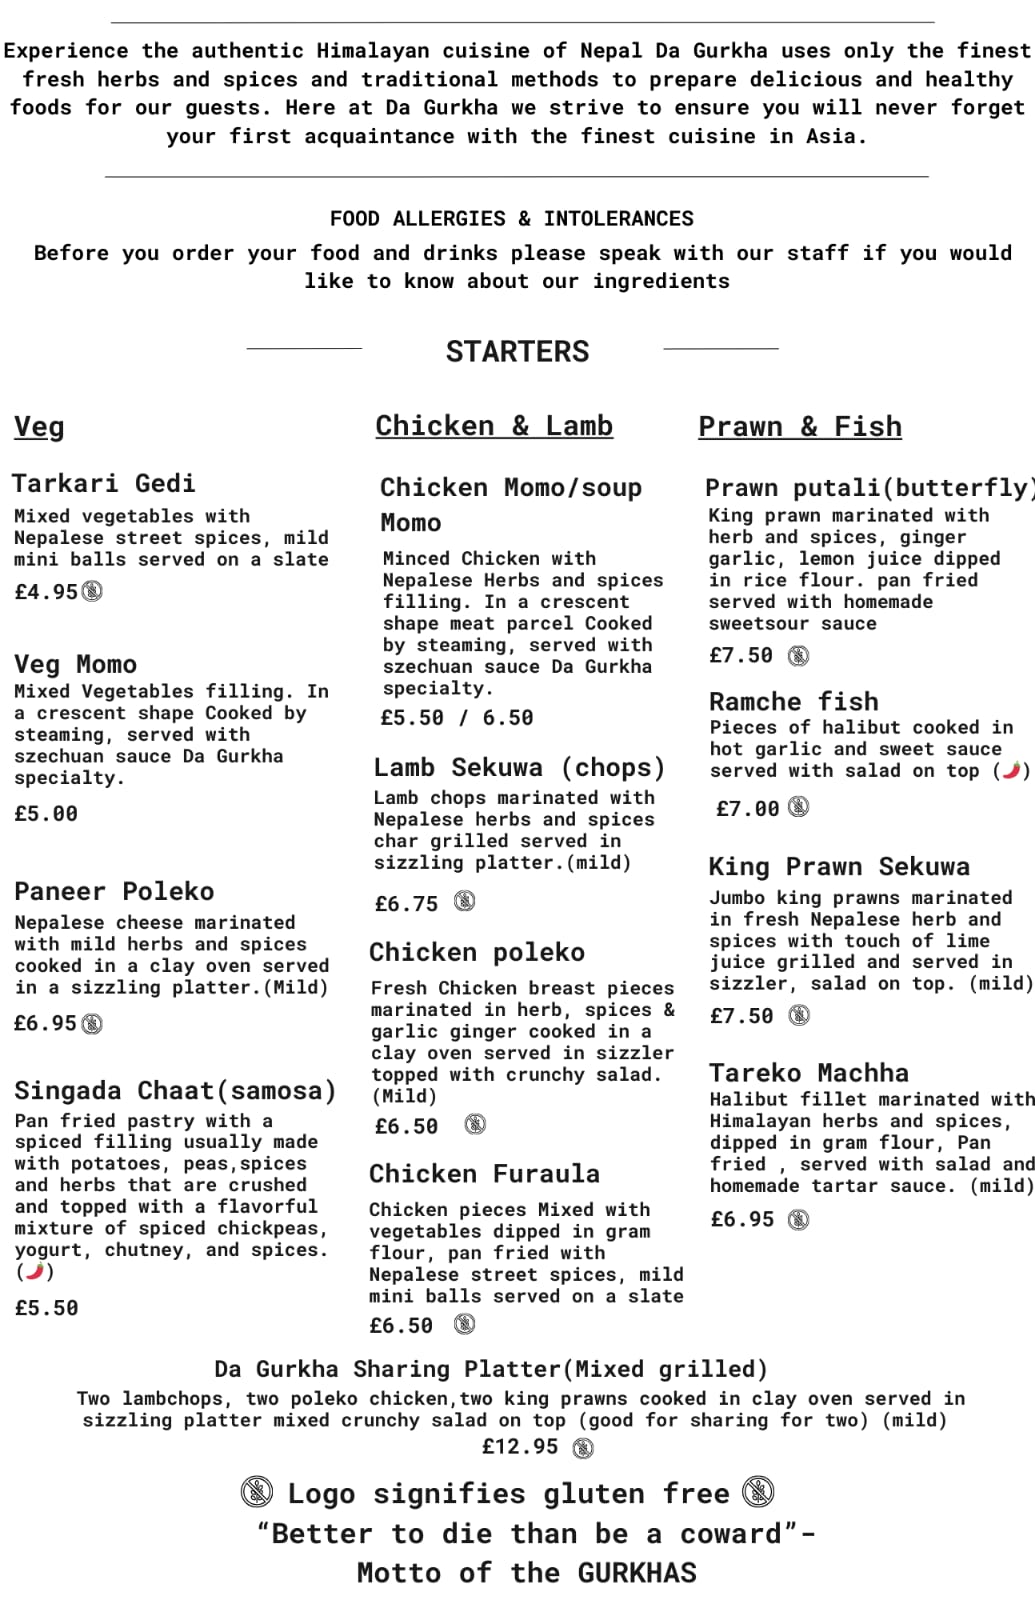 Experience the authentic Himalayan cuisine of Nepal Da Gurkha uses only the finest
fresh herbs and spices and traditional methods to prepare delicious and healthy
foods for our guests. Here at Da Gurkha we strive to ensure you will never forget
your first acquaintance with the finest cuisine in Asia.
FOOD ALLERGIES & INTOLERANCES
Before you order your food and drinks please speak with our staff if you would
like to know about our ingredients
STARTERS
Veg
Tarkari Gedi
Mixed vegetables with
Nepalese street spices, mild
mini balls served on a slate
£4.95
Veg Momo
Mixed Vegetables filling. In
a crescent shape Cooked by
steaming, served with
szechuan sauce Da Gurkha
specialty.
£5.00
Paneer Poleko
Nepalese cheese marinated
with mild herbs and spices
cooked in a clay oven served
in a sizzling platter.(Mild)
£6.95
Singada Chaat(samosa)
Pan fried pastry with a
spiced filling usually made
with potatoes, peas,spices
and herbs that are crushed
and topped with a flavorful
mixture of spiced chickpeas,
yogurt, chutney, and spices.
(🌶️)
£5.50
Chicken & Lamb
Chicken Momo/soup
Momo
Minced Chicken with
Nepalese Herbs and spices
filling. In a crescent
shape meat parcel Cooked
by steaming, served with
szechuan sauce Da Gurkha
specialty.
£5.50 / 6.50
Lamb Sekuwa (chops)
Lamb chops marinated with
Nepalese herbs and spices
char grilled served in
sizzling platter.(mild)
£6.75
Chicken poleko
Fresh Chicken breast pieces
marinated in herb, spices &
garlic ginger cooked in a
clay oven served in sizzler
topped with crunchy salad.
(Mild)
£6.50
Chicken Furaula
Chicken pieces Mixed with
vegetables dipped in gram
flour, pan fried with
Nepalese street spices, mild
mini balls served on a slate
£6.50
Prawn & Fish
Prawn putali(butterfly)
King prawn marinated with
herb and spices, ginger
garlic, lemon juice dipped
in rice flour. pan fried
served with homemade
sweetsour sauce
£7.50
Ramche fish
Pieces of halibut cooked in
hot garlic and sweet sauce
served with salad on top (🌶️)
£7.00
King Prawn Sekuwa
Jumbo king prawns marinated
in fresh Nepalese herb and
spices with touch of lime
juice grilled and served in
sizzler, salad on top. (mild)
£7.50
Tareko Machha
Halibut fillet marinated with
Himalayan herbs and spices,
dipped in gram flour, Pan
fried , served with salad and
homemade tartar sauce. (mild)
£6.95
Da Gurkha Sharing Platter(Mixed grilled)
Two lambchops, two poleko chicken,two king prawns cooked in clay oven served in
sizzling platter mixed crunchy salad on top (good for sharing for two) (mild)
£12.95
Logo signifies gluten free
“Better to die than be a coward”-
Motto of the GURKHAS